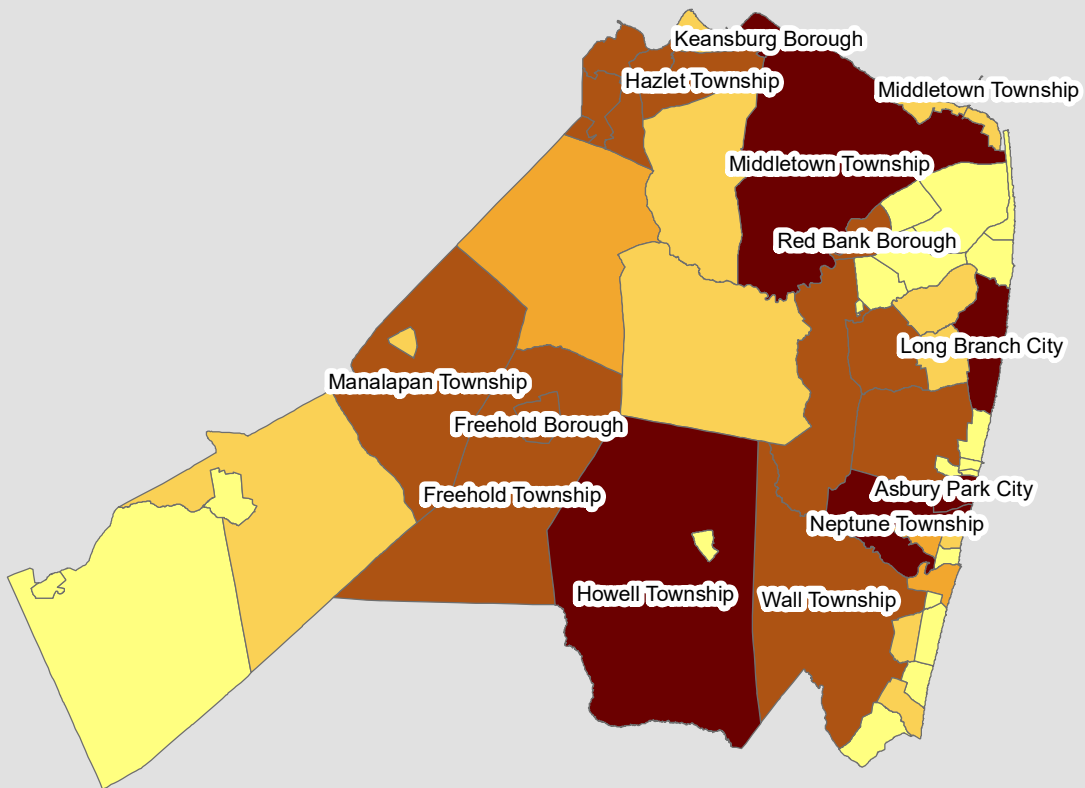 Keansburg Borough
Hazlet Township
Middletown Township
Middletown Township
Red Bank Borough
Long Branch City
Manalapan Township
Freehold Borough
Freehold Township
Asbury Park City
Neptune Township
Howell Township
Wall Township